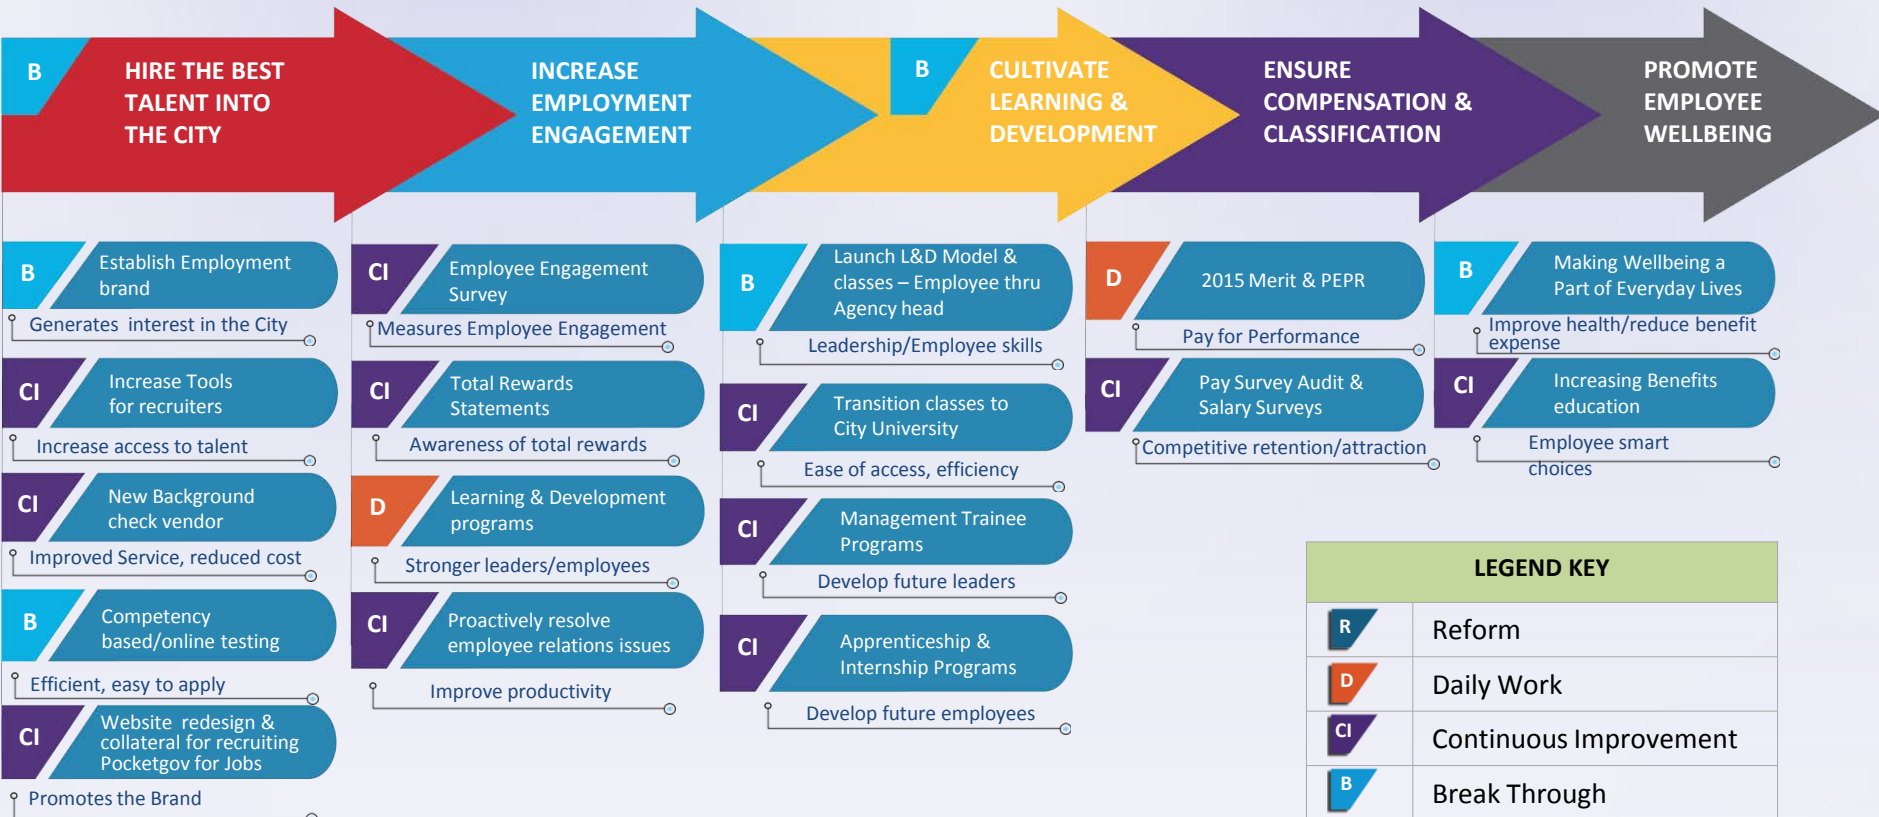 B
HIRE THE BEST
TALENT INTO
THE CITY
INCREASE
EMPLOYMENT
ENGAGEMENT
B
CULTIVATE
LEARNING &
DEVELOPMENT
ENSURE
COMPENSATION &
CLASSIFICATION
PROMOTE
EMPLOYEE
WELLBEING
B
Establish Employment
brand
Generates interest in the City
CI
Increase Tools
for recruiters
Increase access to talent
CI
New Background
check vendor
Improved Service, reduced cost
B
Competency
based/online testing
Efficient, easy to apply
CI
Website redesign &
collateral for recruiting
Pocketgov for Jobs
Promotes the Brand
CI
Employee Engagement
Survey
Measures Employee Engagement
CI
Total Rewards
Statements
Awareness of total rewards
D
Learning & Development
programs
Stronger leaders/employees
CI
Proactively resolve
employee relations issues
Improve productivity
B
Launch L&D Model &
classes – Employee thru
Agency head
Leadership/Employee skills
CI
Transition classes to
City University
Ease of access, efficiency
CI
Management Trainee
Programs
Develop future leaders
CI
Apprenticeship &
Internship Programs
Develop future employees
D
2015 Merit & PEPR
Pay for Performance
CI
Pay Survey Audit &
Salary Surveys
Competitive retention/attraction
B
Making Wellbeing a
Part of Everyday Lives
Improve health/reduce benefit
expense
CI
Increasing Benefits
education
Employee smart
choices
LEGEND KEY
R Reform
D Daily Work
CI Continuous Improvement
B Break Through